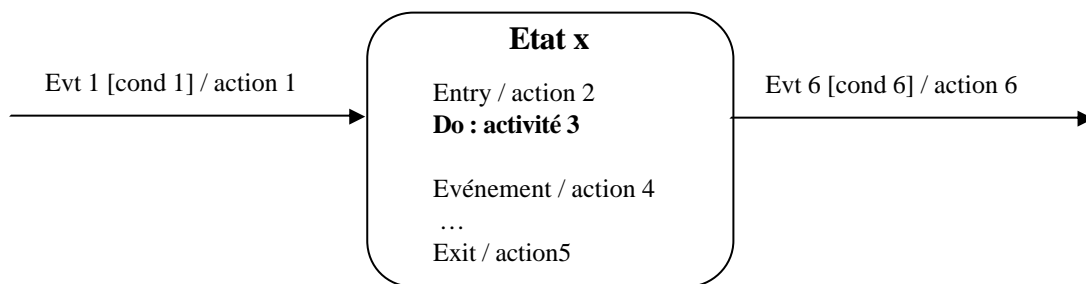 Etat x
Evt 1 [cond 1] / action 1
Entry / action 2
Do : activité 3
Evénement / action 4
…
Exit / action5
Evt 6 [cond 6] / action 6